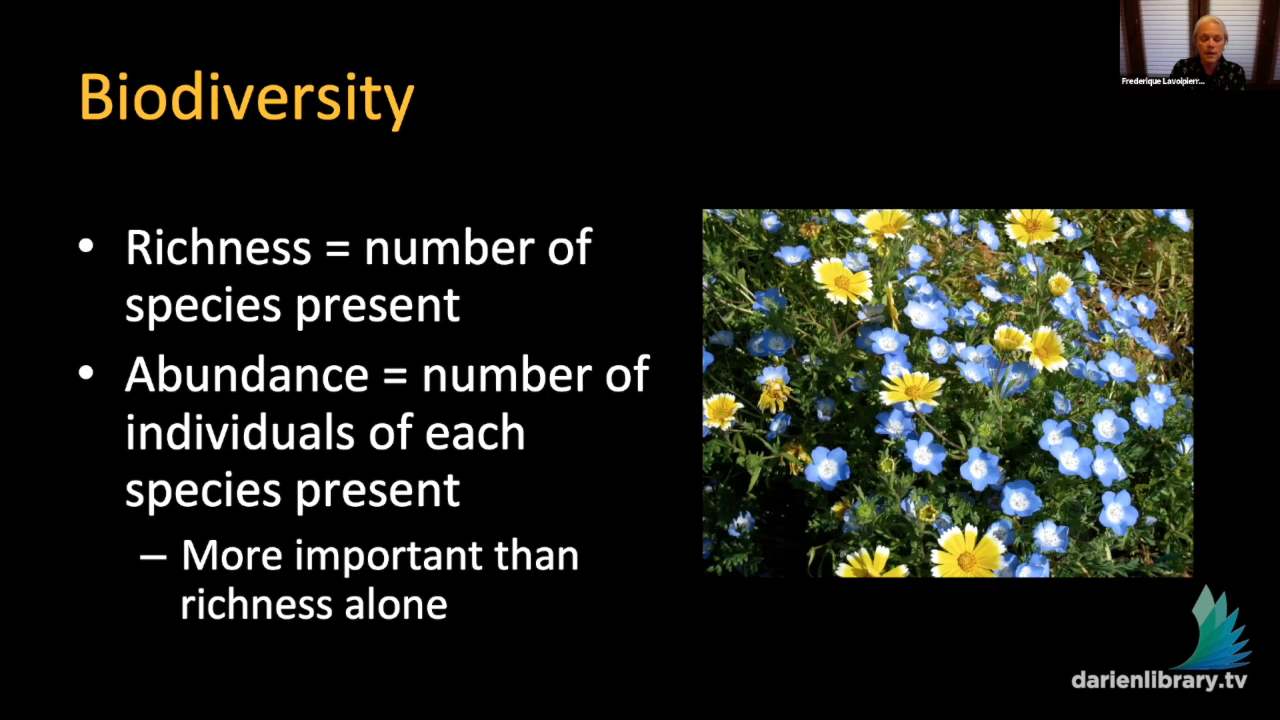 Frederique Lavoipierr...
Biodiversity
• Richness = number of
species present
• Abundance = number of
individuals of each
species present
– More important than
richness alone
darienlibrary.tv